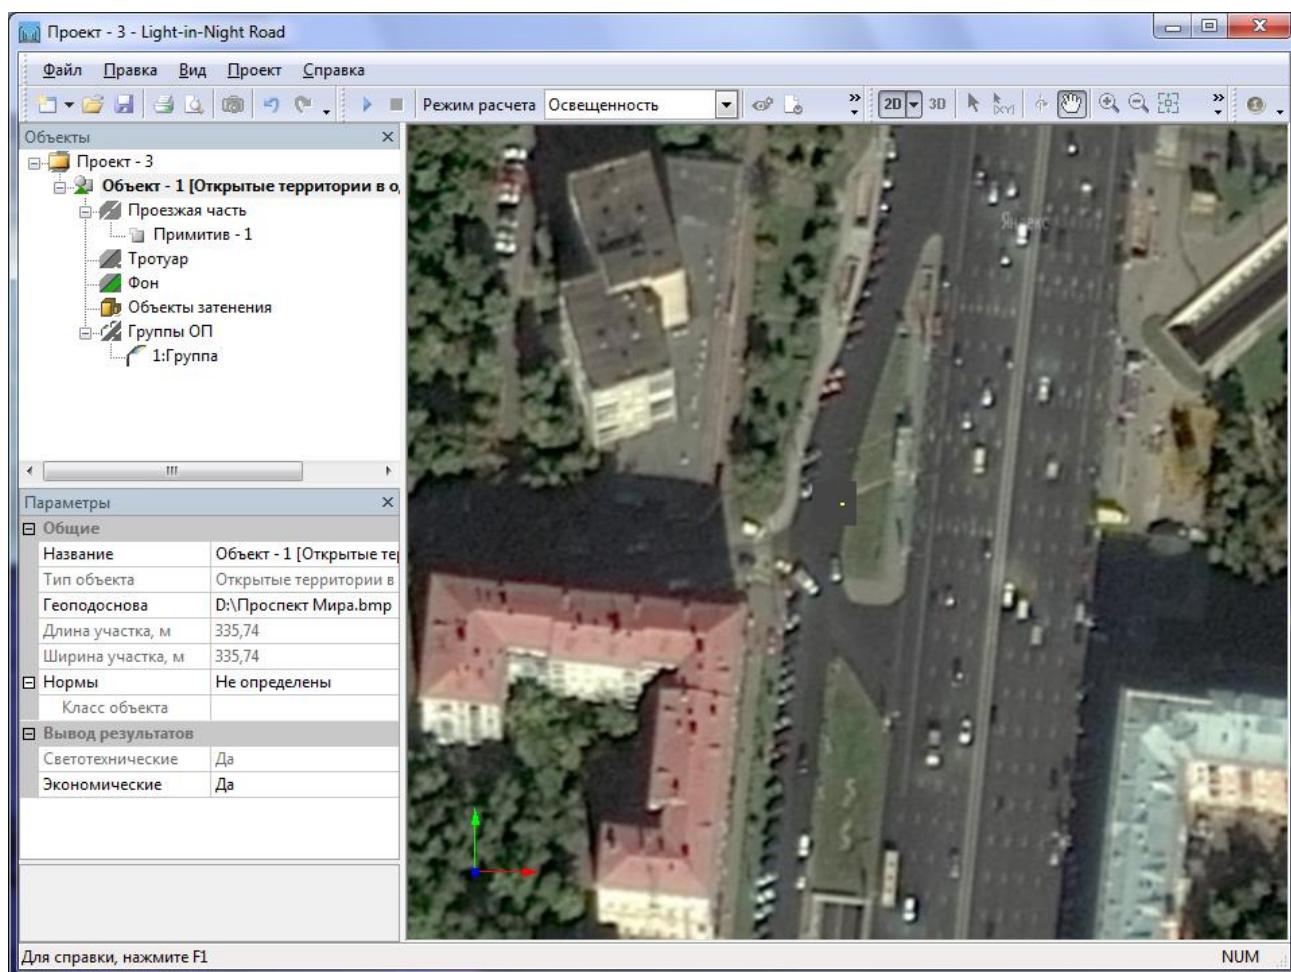 Проект - 3 - Light-in-Night Road
Файл Правка Вид Проект Справка
Режим расчета Освещенность 2D 3D
Объекты
Проект - 3
Объект - 1 [Открытые территории в о,
Проезжая часть
Примитив - 1
Тротуар
Фон
Объекты затенения
Группы ОП
1:Группа
Параметры
Общие
Название Объект - 1 [Открытые тер
Тип объекта Открытые территории в
Геоподоснова D:\Проспект Мира.bmp
Длина участка, м 335,74
Ширина участка, м 335,74
Нормы Не определены
Класс объекта
Вывод результатов
Светотехнические Да
Экономические Да
Яндекс
Для справки, нажмите F1 NUM